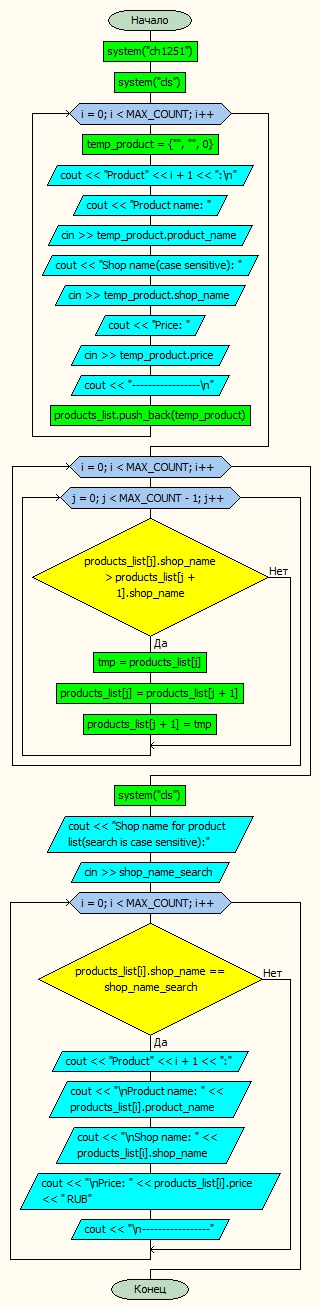 Начало
system("ch1251")
system("cls")
i = 0; i < MAX_COUNT; i++
temp_product = {"", "", 0}
cout << "Product" << i + 1 << ":\n"
cout << "Product name: "
cin >> temp_product.product_name
cout << "Shop name(case sensitive): "
cin >> temp_product.shop_name
cout << "Price: "
cin >> temp_product.price
cout << "-----------------\n"
products_list.push_back(temp_product)
i = 0; i < MAX_COUNT; i++
j = 0; j < MAX_COUNT - 1; j++
products_list[j].shop_name
> products_list[j +
1].shop_name
Нет
Да
tmp = products_list[j]
products_list[j] = products_list[j + 1]
products_list[j + 1] = tmp
system("cls")
cout << "Shop name for product
list(search is case sensitive):"
cin >> shop_name_search
i = 0; i < MAX_COUNT; i++
products_list[i].shop_name ==
shop_name_search
Нет
Да
cout << "Product" << i + 1 << ":"
cout << "\nProduct name: " <<
products_list[i].product_name
cout << "\nShop name: " <<
products_list[i].shop_name
cout << "\nPrice: " << products_list[i].price
<< " RUB"
cout << "\n-----------------"
Конец